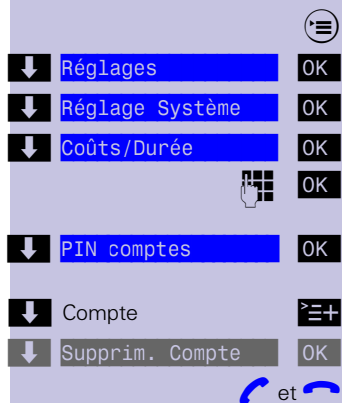 Réglages OK
Réglage Système OK
Coûts/Durée OK
OK
PIN comptes OK
Compte
Supprim. Compte OK
et